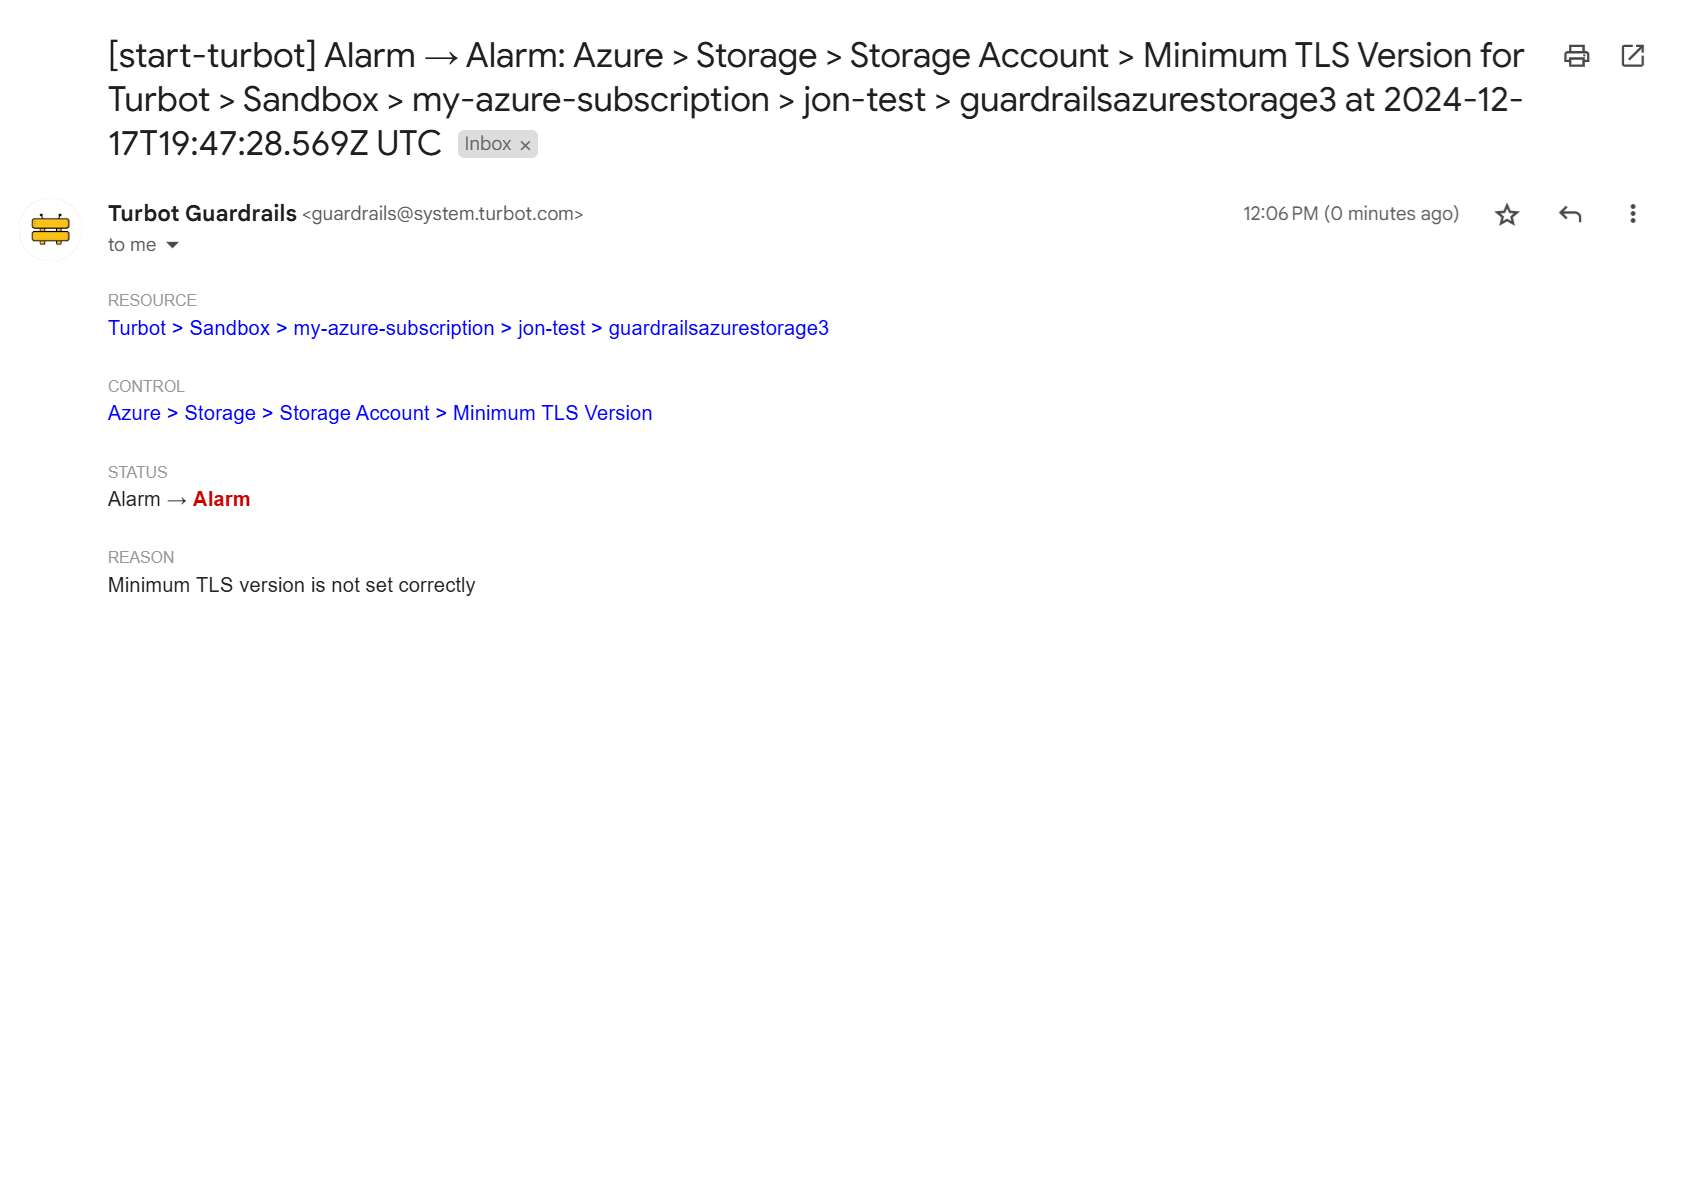 [start-turbot] Alarm → Alarm: Azure > Storage > Storage Account > Minimum TLS Version for
Turbot > Sandbox > my-azure-subscription > jon-test > guardrailsazurestorage3 at 2024-12-
17T19:47:28.569Z UTC Inbox ×
Turbot Guardrails <guardrails@system.turbot.com> 12:06 PM (0 minutes ago)
to me
RESOURCE
Turbot > Sandbox > my-azure-subscription > jon-test > guardrailsazurestorage3
CONTROL
Azure > Storage > Storage Account > Minimum TLS Version
STATUS
Alarm → Alarm
REASON
Minimum TLS version is not set correctly